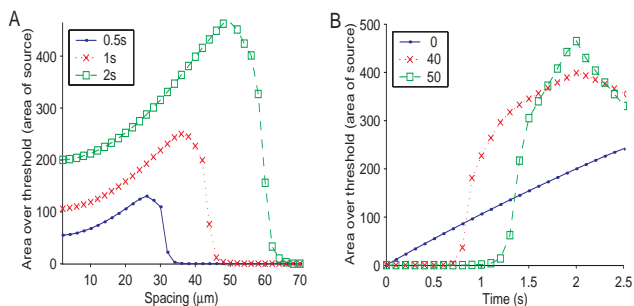 A
Area over threshold (area of source)
0
100
200
300
400
10 20 30 40 50 60 70
Spacing (μm)
0.5s
1s
2s
B
Area over threshold (area of source)
0
100
200
300
400
500
0 0.5 1 1.5 2 2.5
Time (s)
0
40
50